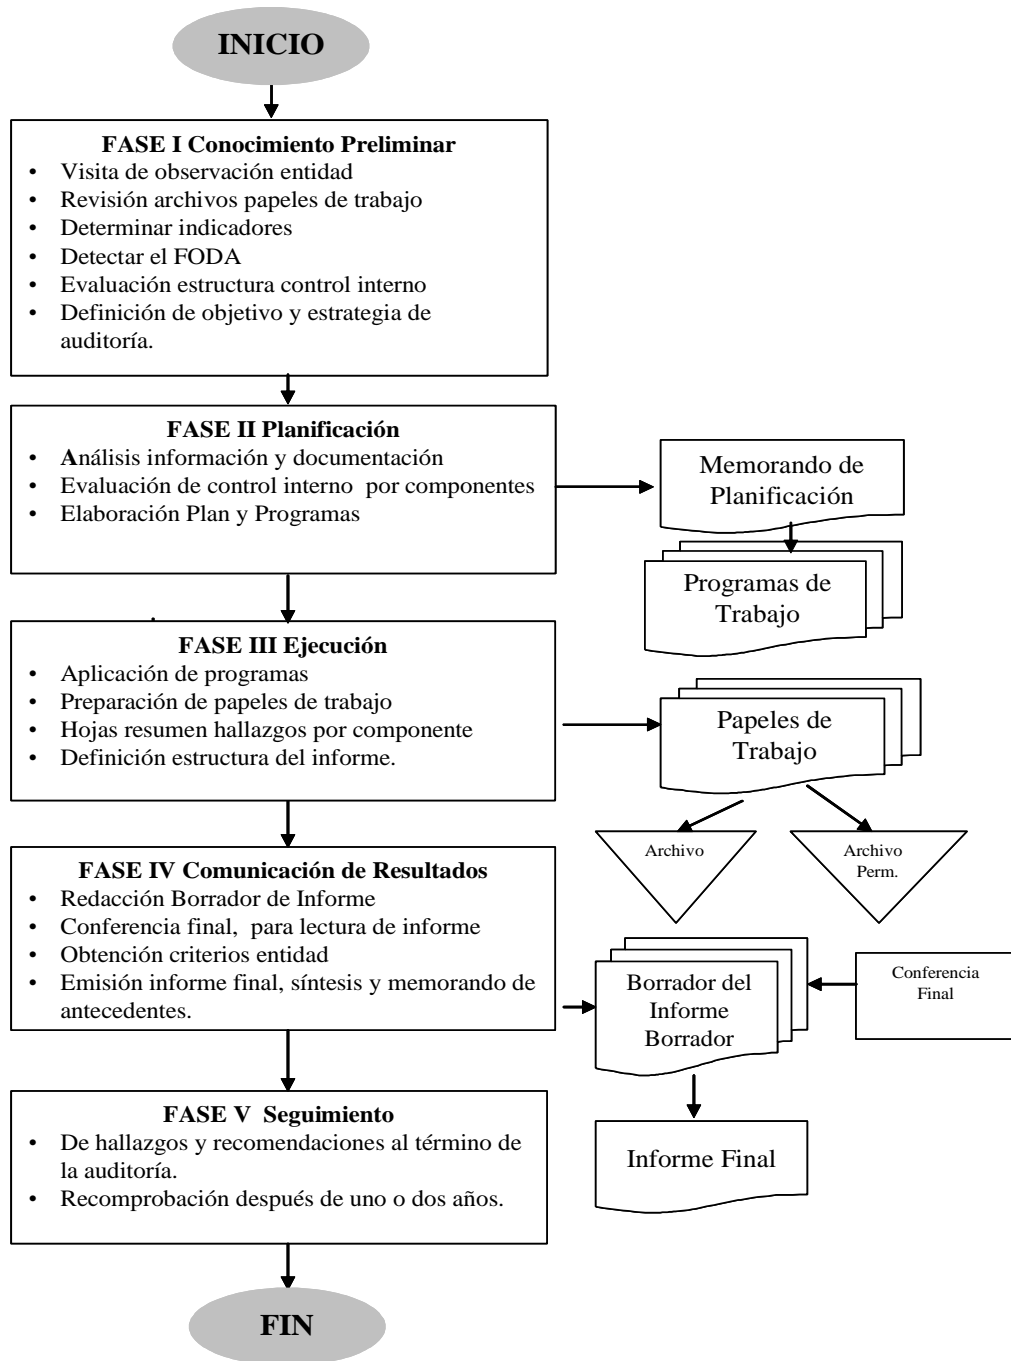 INICIO
FASE I Conocimiento Preliminar
• Visita de observación entidad
• Revisión archivos papeles de trabajo
• Determinar indicadores
• Detectar el FODA
• Evaluación estructura control interno
• Definición de objetivo y estrategia de
auditoría.
FASE II Planificación
• Análisis información y documentación
• Evaluación de control interno por componentes
• Elaboración Plan y Programas
Memorando de
Planificación
Programas de
Trabajo
FASE III Ejecución
• Aplicación de programas
• Preparación de papeles de trabajo
• Hojas resumen hallazgos por componente
• Definición estructura del informe.
Papeles de
Trabajo
Archivo
Archivo
Perm.
FASE IV Comunicación de Resultados
• Redacción Borrador de Informe
• Conferencia final, para lectura de informe
• Obtención criterios entidad
• Emisión informe final, síntesis y memorando de
antecedentes.
Borrador del
Informe
Borrador
Conferencia
Final
FASE V Seguimiento
• De hallazgos y recomendaciones al término de
la auditoría.
• Recomprobación después de uno o dos años.
Informe Final
FIN